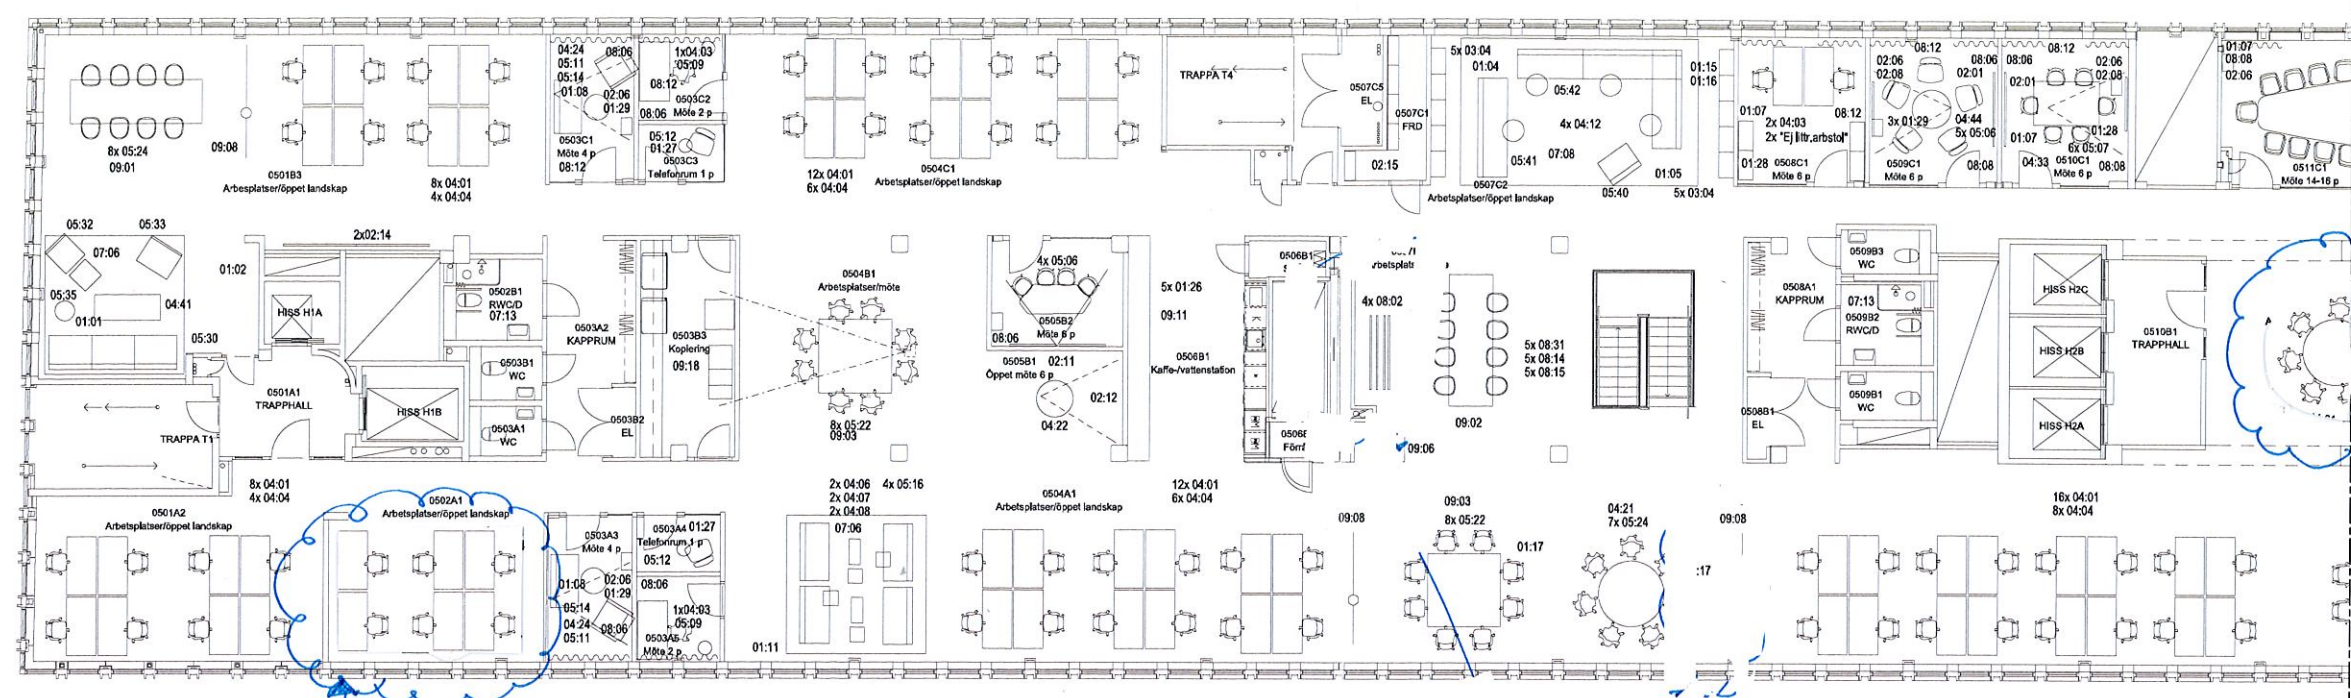 8x 05:24
09:01
09:08
0501B3
Arbesplatser/öppet landskap
8x 04:01
4x 04:04
04:24
05:11
05:14
01:08
08:06
02:06
01:29
0503C1
Möte 4 p
08:12
1x04:03
05:09
08:12
0503C2
08:06 Möte 2 p
05:12
01:27
0503C3
Telefonrum 1 p
12x 04:01
6x 04:04
0504C1
Arbetsplatser/öppet landskap
TRAPPA T4
0507C5
EL
0507C1
FRD
02:15
5x 03:04
01:04
05:42
4x 04:12
05:41
07:08
01:15
01:16
01:05
05:40
5x 03:04
0507C2
Arbetsplatser/öppet landskap
01:07
08:12
2x 04:03
2x "Ej littr.arbstol"
01:28
0508C1
Möte 6 p
08:12
02:06
02:08
08:06
02:01
3x 01:29
04:44
5x 05:06
0509C1
Möte 6 p
08:08
08:12
08:06
02:06
02:08
02:01
01:07
01:28
6x 05:07
04:33
0510C1
Möte 6 p
08:08
01:07
08:08
02:06
0511C1
Möte 14-16 p
05:32
05:33
07:06
01:02
05:35
04:41
01:01
05:30
2x02:14
HISS H1A
0502B1
RWC/D
07:13
0503B1
WC
0503A1
WC
0501A1
TRAPPHALL
HISS H1B
TRAPPA T1
0503A2
KAPPRUM
0503B2
EL
0503B3
Kopiering
09:18
0504B1
Arbetsplatser/möte
8x 05:22
09:03
4x 05:06
0505B2
Möte 6 p
08:06
0505B1
Öppet möte 6 p
02:11
02:12
04:22
5x 01:26
09:11
0506B1
Kaffe-/vattenstation
0506B1
4x 08:02
09:02
09:06
5x 08:31
5x 08:14
5x 08:15
0508A1
KAPPRUM
0508B1
EL
0509B3
WC
07:13
0509B2
RWC/D
0509B1
WC
HISS H2C
HISS H2B
HISS H2A
0510B1
TRAPPHALL
8x 04:01
4x 04:04
0501A2
Arbetsplatser/öppet landskap
0502A1
Arbetsplatser/öppet landskap
0503A3
Möte 4 p
01:08
02:06
01:29
05:14
04:24
05:11
08:06
0503A4
01:27
Telefonrum 1 p
05:12
08:06
1x04:03
05:09
0503A5
Möte 2 p
01:11
2x 04:06
2x 04:07
2x 04:08
4x 05:16
07:06
0504A1
Arbetsplatser/öppet landskap
12x 04:01
6x 04:04
09:08
09:03
8x 05:22
01:17
04:21
7x 05:24
:17
09:08
16x 04:01
8x 04:04